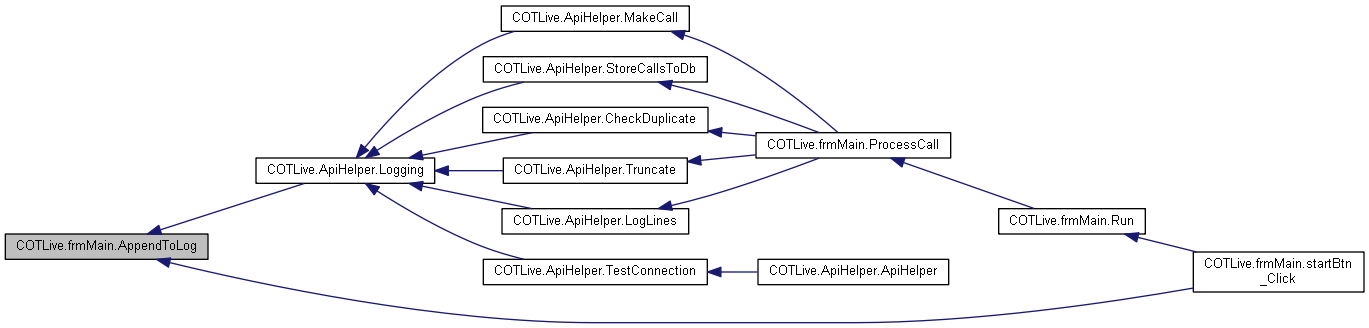 COTLive.ApiHelper.MakeCall
COTLive.ApiHelper.StoreCallsToDb
COTLive.ApiHelper.CheckDuplicate
COTLive.frmMain.ProcessCall
COTLive.ApiHelper.Logging
COTLive.ApiHelper.Truncate
COTLive.ApiHelper.LogLines
COTLive.frmMain.Run
COTLive.frmMain.AppendToLog
COTLive.ApiHelper.TestConnection
COTLive.ApiHelper.ApiHelper
COTLive.frmMain.startBtn
_Click